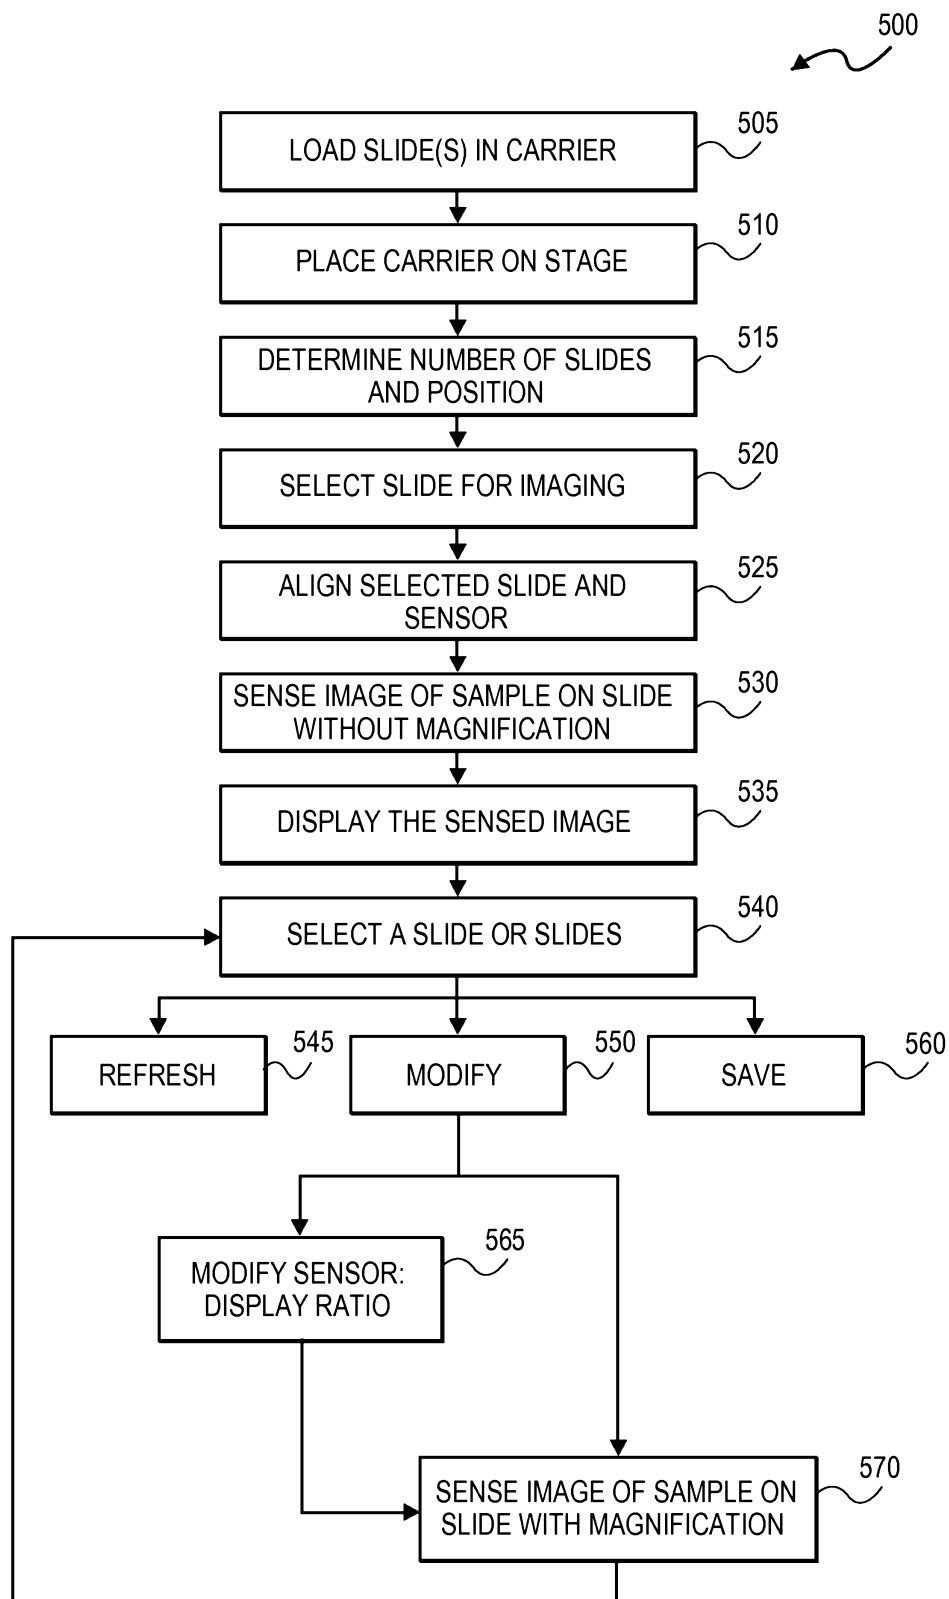 500
LOAD SLIDE(S) IN CARRIER
505
PLACE CARRIER ON STAGE
510
DETERMINE NUMBER OF SLIDES
AND POSITION
515
SELECT SLIDE FOR IMAGING
520
ALIGN SELECTED SLIDE AND
SENSOR
525
SENSE IMAGE OF SAMPLE ON SLIDE
WITHOUT MAGNIFICATION
530
DISPLAY THE SENSED IMAGE
535
SELECT A SLIDE OR SLIDES
540
REFRESH
545
MODIFY
550
SAVE
560
MODIFY SENSOR:
DISPLAY RATIO
565
SENSE IMAGE OF SAMPLE ON
SLIDE WITH MAGNIFICATION
570